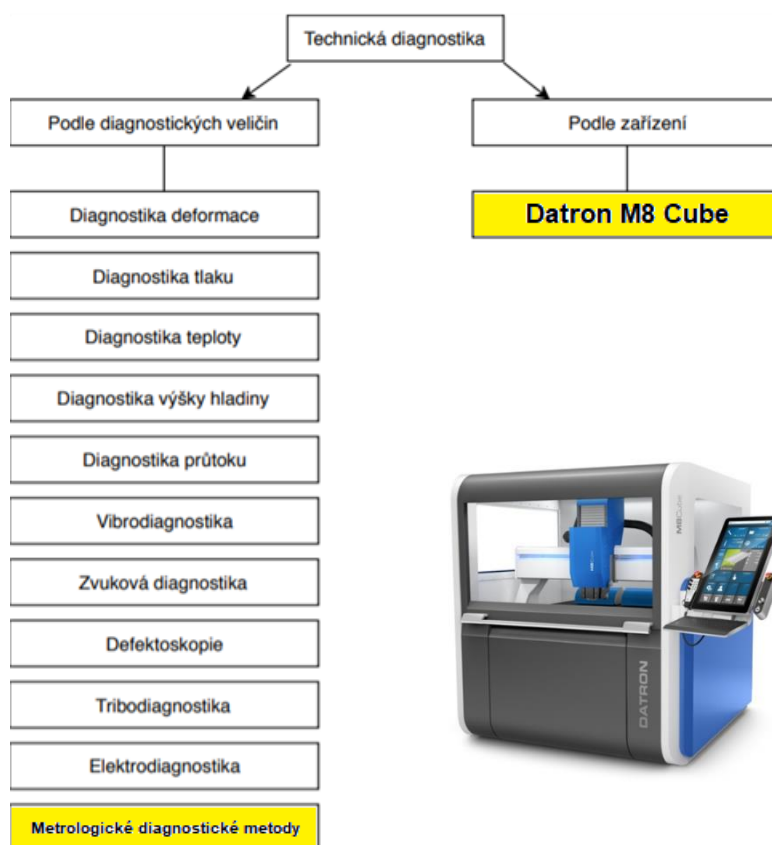 Technická diagnostika
Podle diagnostických veličin
Podle zařízení
Diagnostika deformace
Datron M8 Cube
Diagnostika tlaku
Diagnostika teploty
Diagnostika výšky hladiny
Diagnostika průtoku
Vibrodiagnostika
Zvuková diagnostika
Defektoskopie
Tribodiagnostika
Elektrodiagnostika
Metrologické diagnostické metody
M8Cube
DATRON